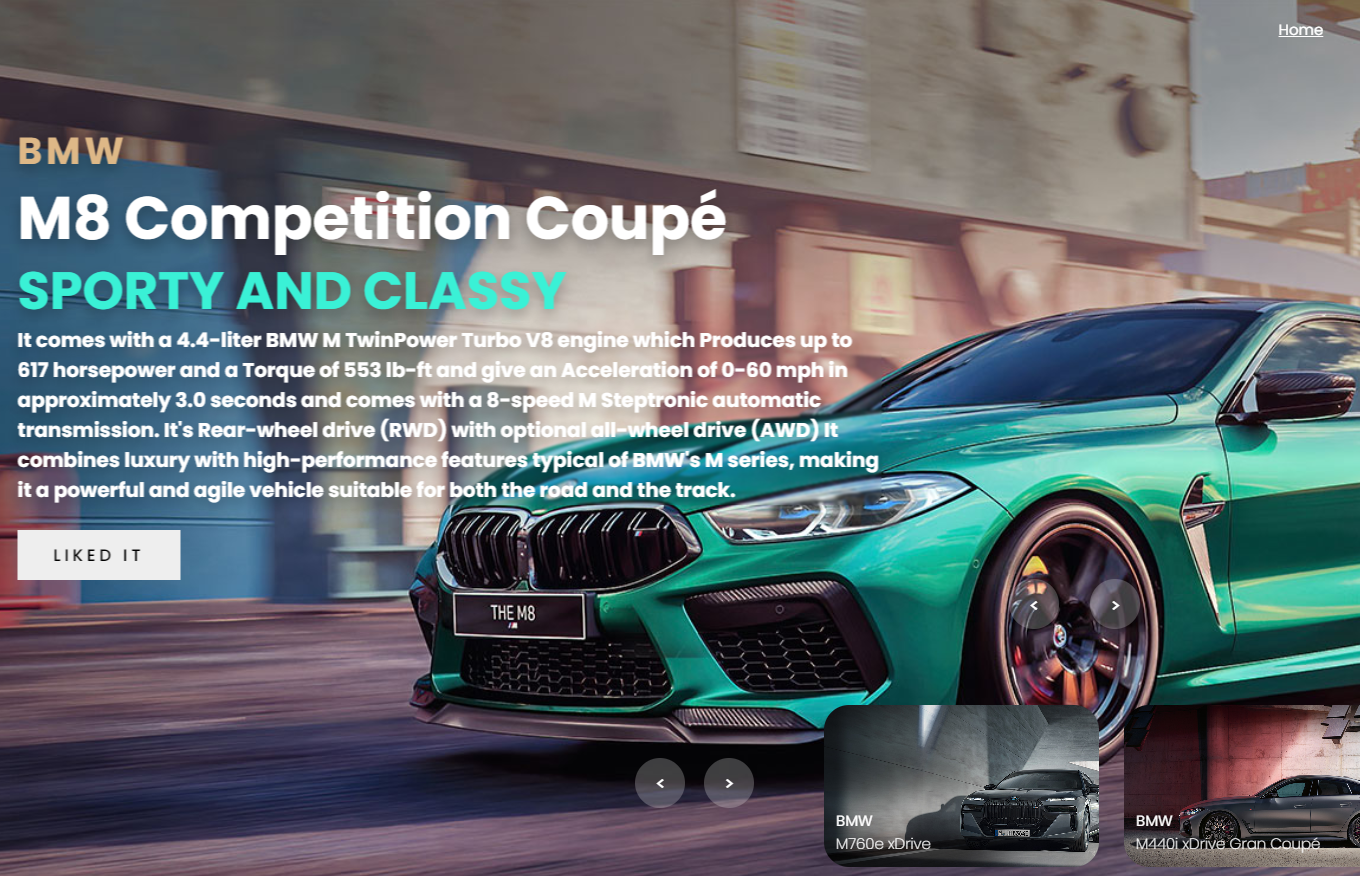 Home
BMW
M8 Competition Coupé
SPORTY AND CLASSY
It comes with a 4.4-liter BMW M TwinPower Turbo V8 engine which Produces up to
617 horsepower and a Torque of 553 lb-ft and give an Acceleration of 0-60 mph in
approximately 3.0 seconds and comes with a 8-speed M Steptronic automatic
transmission. It's Rear-wheel drive (RWD) with optional all-wheel drive (AWD) It
combines luxury with high-performance features typical of BMW's M series, making
it a powerful and agile vehicle suitable for both the road and the track.
LIKED IT
THE M8
< >
< >
BMW
M760e xDrive
BMW
M440i xDrive Gran Coupé